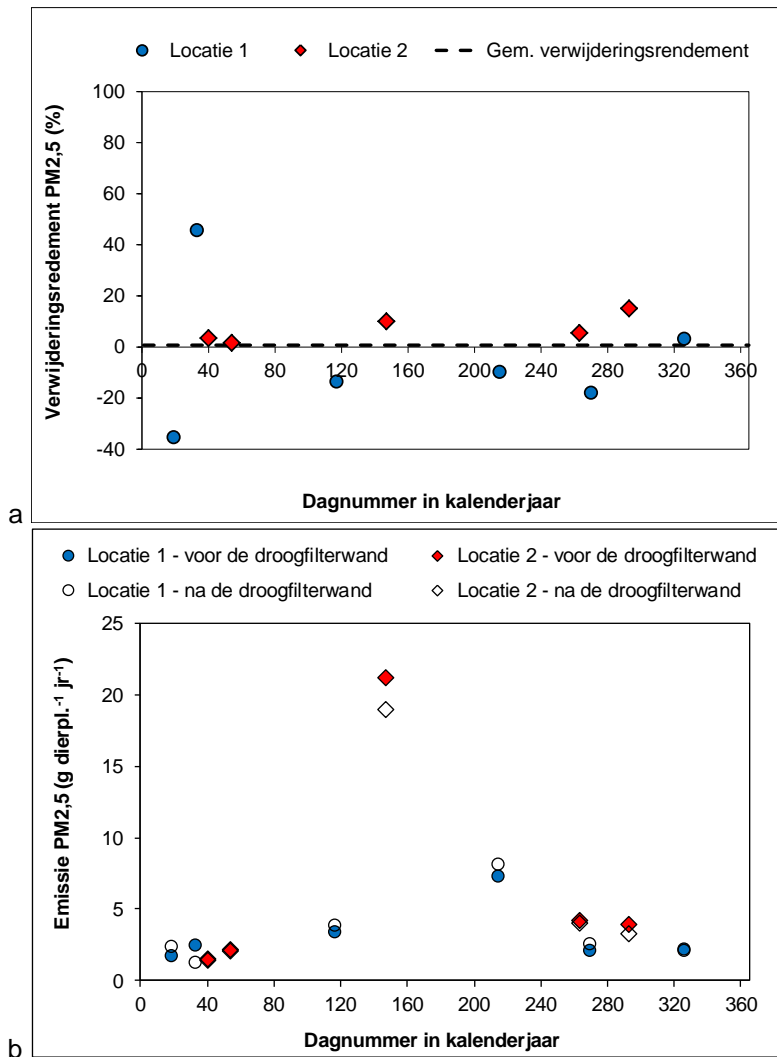 Locatie 1 Locatie 2 Gem. verwijderingsrendement
Verwijderingsredement PM2,5 (%)
100
80
60
40
20
0
-20
-40
0 40 80 120 160 200 240 280 320 360
Dagnummer in kalenderjaar
a
Locatie 1 - voor de droogfilterwand Locatie 2 - voor de droogfilterwand
Locatie 1 - na de droogfilterwand Locatie 2 - na de droogfilterwand
Emissie PM2,5 (g dierpl.⁻¹ jr⁻¹)
25
20
15
10
5
0
0 40 80 120 160 200 240 280 320 360
Dagnummer in kalenderjaar
b